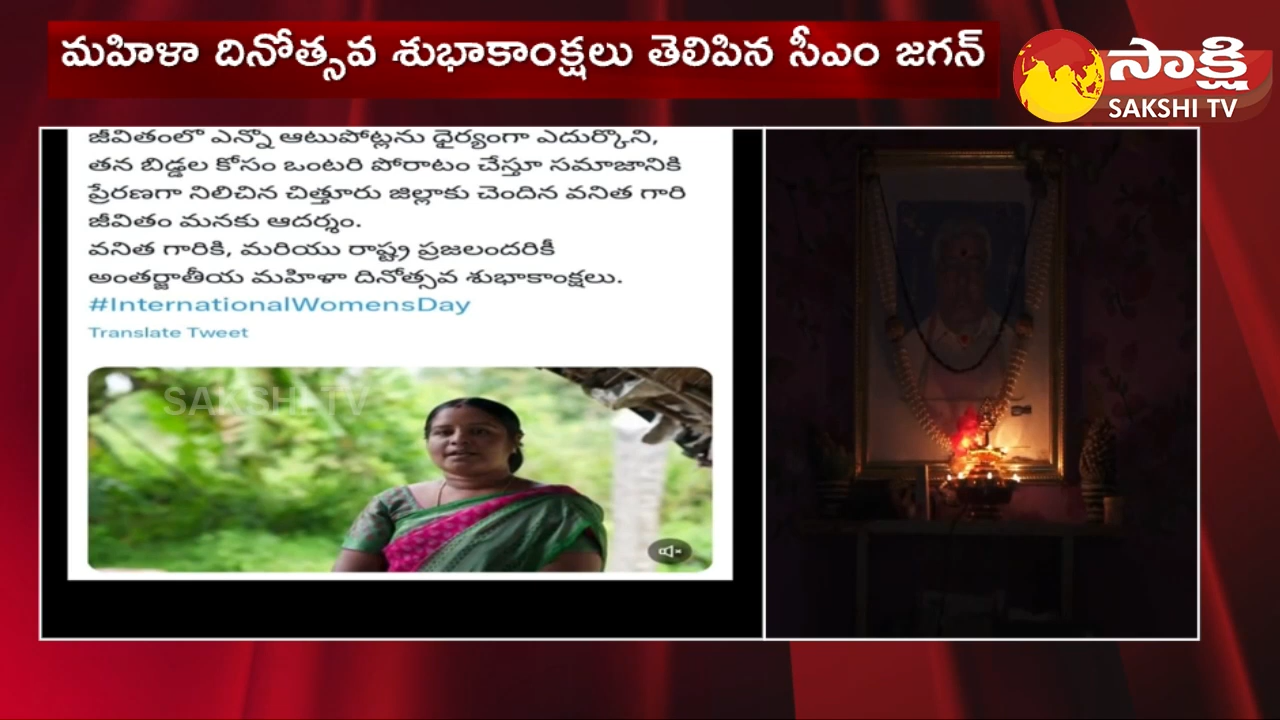 మహిళా దినోత్సవ శుభాకాంక్షలు తెలిపిన సీఎం జగన్
సాక్షి
SAKSHI TV
జీవితంలో ఎన్నో ఆటుపోట్లను ధైర్యంగా ఎదుర్కొని,
తన బిడ్డల కోసం ఒంటరి పోరాటం చేస్తూ సమాజానికి
ప్రేరణగా నిలిచిన చిత్తూరు జిల్లాకు చెందిన వనిత గారి
జీవితం మనకు ఆదర్శం.
వనిత గారికి, మరియు రాష్ట్ర ప్రజలందరికీ
అంతర్జాతీయ మహిళా దినోత్సవ శుభాకాంక్షలు.
#InternationalWomensDay
Translate Tweet
SAKSHI TV